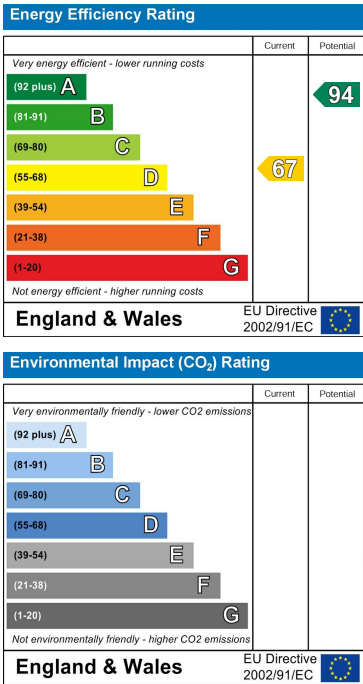 Energy Efficiency Rating
Current Potential
Very energy efficient - lower running costs
(92 plus) A
94
(81-91) B
(69-80) C
(55-68) D
67
(39-54) E
(21-38) F
(1-20) G
Not energy efficient - higher running costs
England & Wales
EU Directive
2002/91/EC
Environmental Impact (CO₂) Rating
Current Potential
Very environmentally friendly - lower CO2 emissions
(92 plus) A
(81-91) B
(69-80) C
(55-68) D
(39-54) E
(21-38) F
(1-20) G
Not environmentally friendly - higher CO2 emissions
England & Wales
EU Directive
2002/91/EC